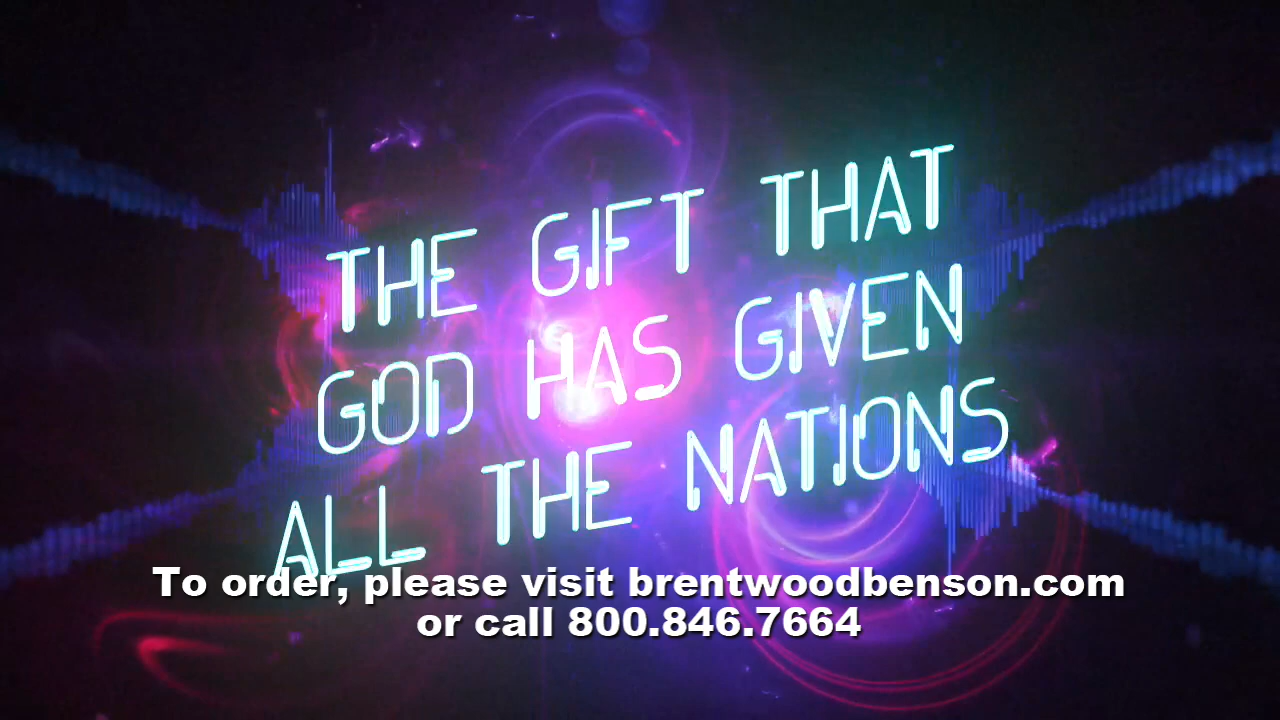 THE GIFT THAT
GOD HAS GIVEN
ALL THE NATIONS
To order, please visit brentwoodbenson.com
or call 800.846.7664